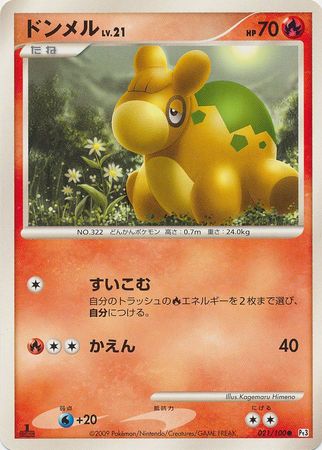 ドンメル LV.21 HP 70
たね
NO.322 どんかんポケモン 高さ:0.7m 重さ:24.0kg
すいこむ
自分のトラッシュの エネルギーを2枚まで選び、
自分につける。
かえん 40
Illus. Kagemaru Himeno
弱点 抵抗力 にげる
+20
1
©2009 Pokémon/Nintendo/Creatures/GAME FREAK.
021/100 Pt3